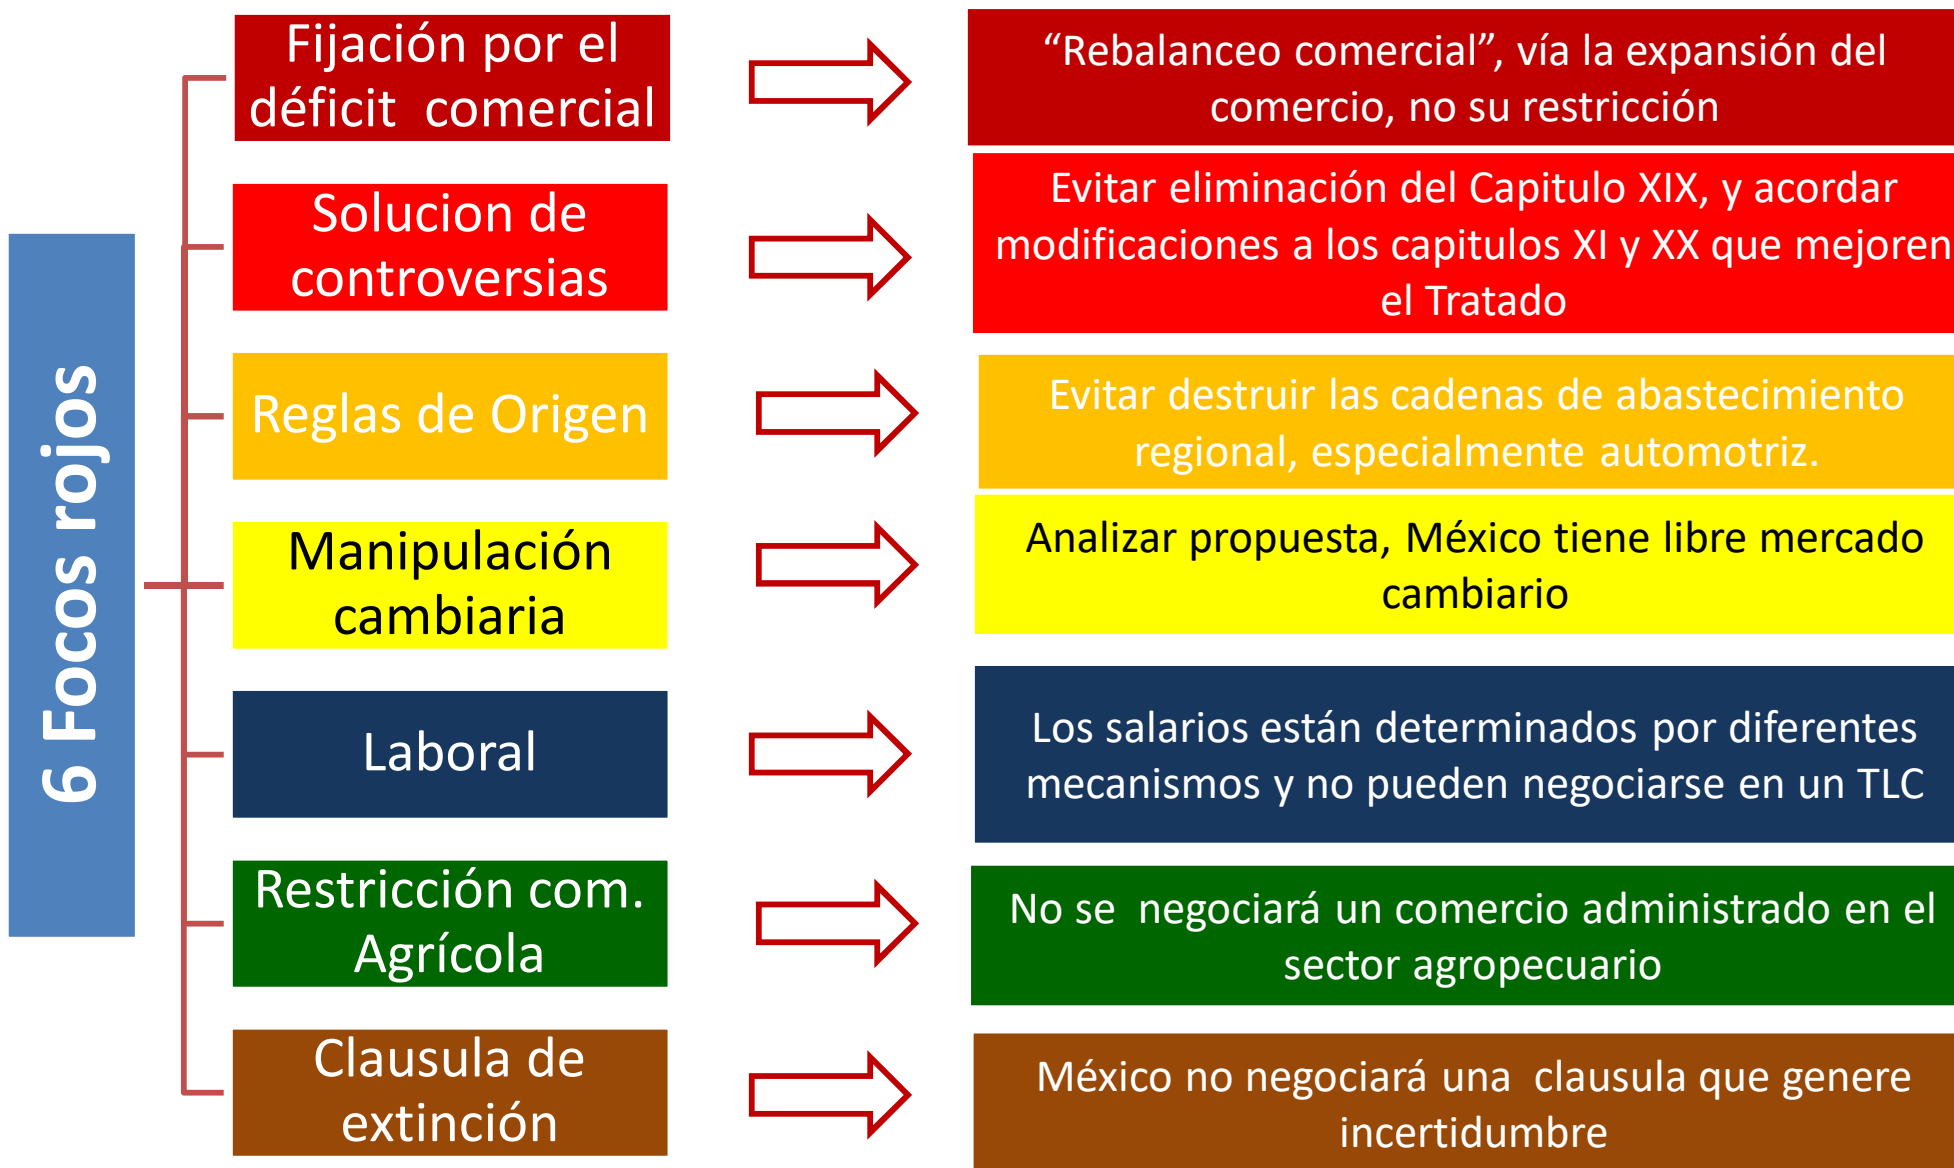 6 Focos rojos
Fijación por el
déficit comercial
“Rebalanceo comercial”, vía la expansión del
comercio, no su restricción
Solucion de
controversias
Evitar eliminación del Capitulo XIX, y acordar
modificaciones a los capitulos XI y XX que mejoren
el Tratado
Reglas de Origen
Evitar destruir las cadenas de abastecimiento
regional, especialmente automotriz.
Manipulación
cambiaria
Analizar propuesta, México tiene libre mercado
cambiario
Laboral
Los salarios están determinados por diferentes
mecanismos y no pueden negociarse en un TLC
Restricción com.
Agrícola
No se negociará un comercio administrado en el
sector agropecuario
Clausula de
extinción
México no negociará una clausula que genere
incertidumbre